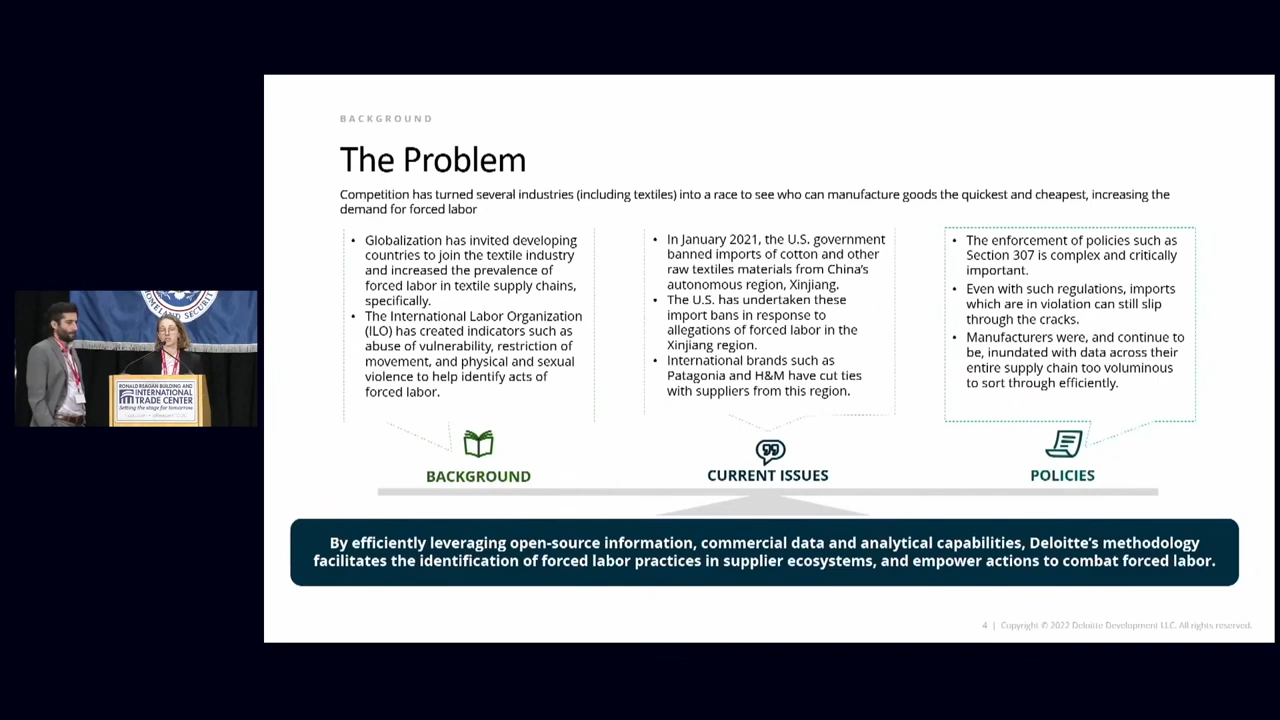 BACKGROUND
The Problem
Competition has turned several industries (including textiles) into a race to see who can manufacture goods the quickest and cheapest, increasing the
demand for forced labor
• Globalization has invited developing
countries to join the textile industry
and increased the prevalence of
forced labor in textile supply chains,
specifically.
• The International Labor Organization
(ILO) has created indicators such as
abuse of vulnerability, restriction of
movement, and physical and sexual
violence to help identify acts of
forced labor.
BACKGROUND
• In January 2021, the U.S. government
banned imports of cotton and other
raw textiles materials from China's
autonomous region, Xinjiang.
• The U.S. has undertaken these
import bans in response to
allegations of forced labor in the
Xinjiang region.
• International brands such as
Patagonia and H&M have cut ties
with suppliers from this region.
CURRENT ISSUES
• The enforcement of policies such as
Section 307 is complex and critically
important.
• Even with such regulations, imports
which are in violation can still slip
through the cracks.
• Manufacturers were, and continue to
be, inundated with data across their
entire supply chain too voluminous
to sort through efficiently.
POLICIES
By efficiently leveraging open-source information, commercial data and analytical capabilities, Deloitte's methodology
facilitates the identification of forced labor practices in supplier ecosystems, and empower actions to combat forced labor.
4 | Copyright © 2022 Deloitte Development LLC. All rights reserved.
RONALD REAGAN BUILDING AND
INTERNATIONAL
TRADE CENTER
Setting the stage for tomorrow